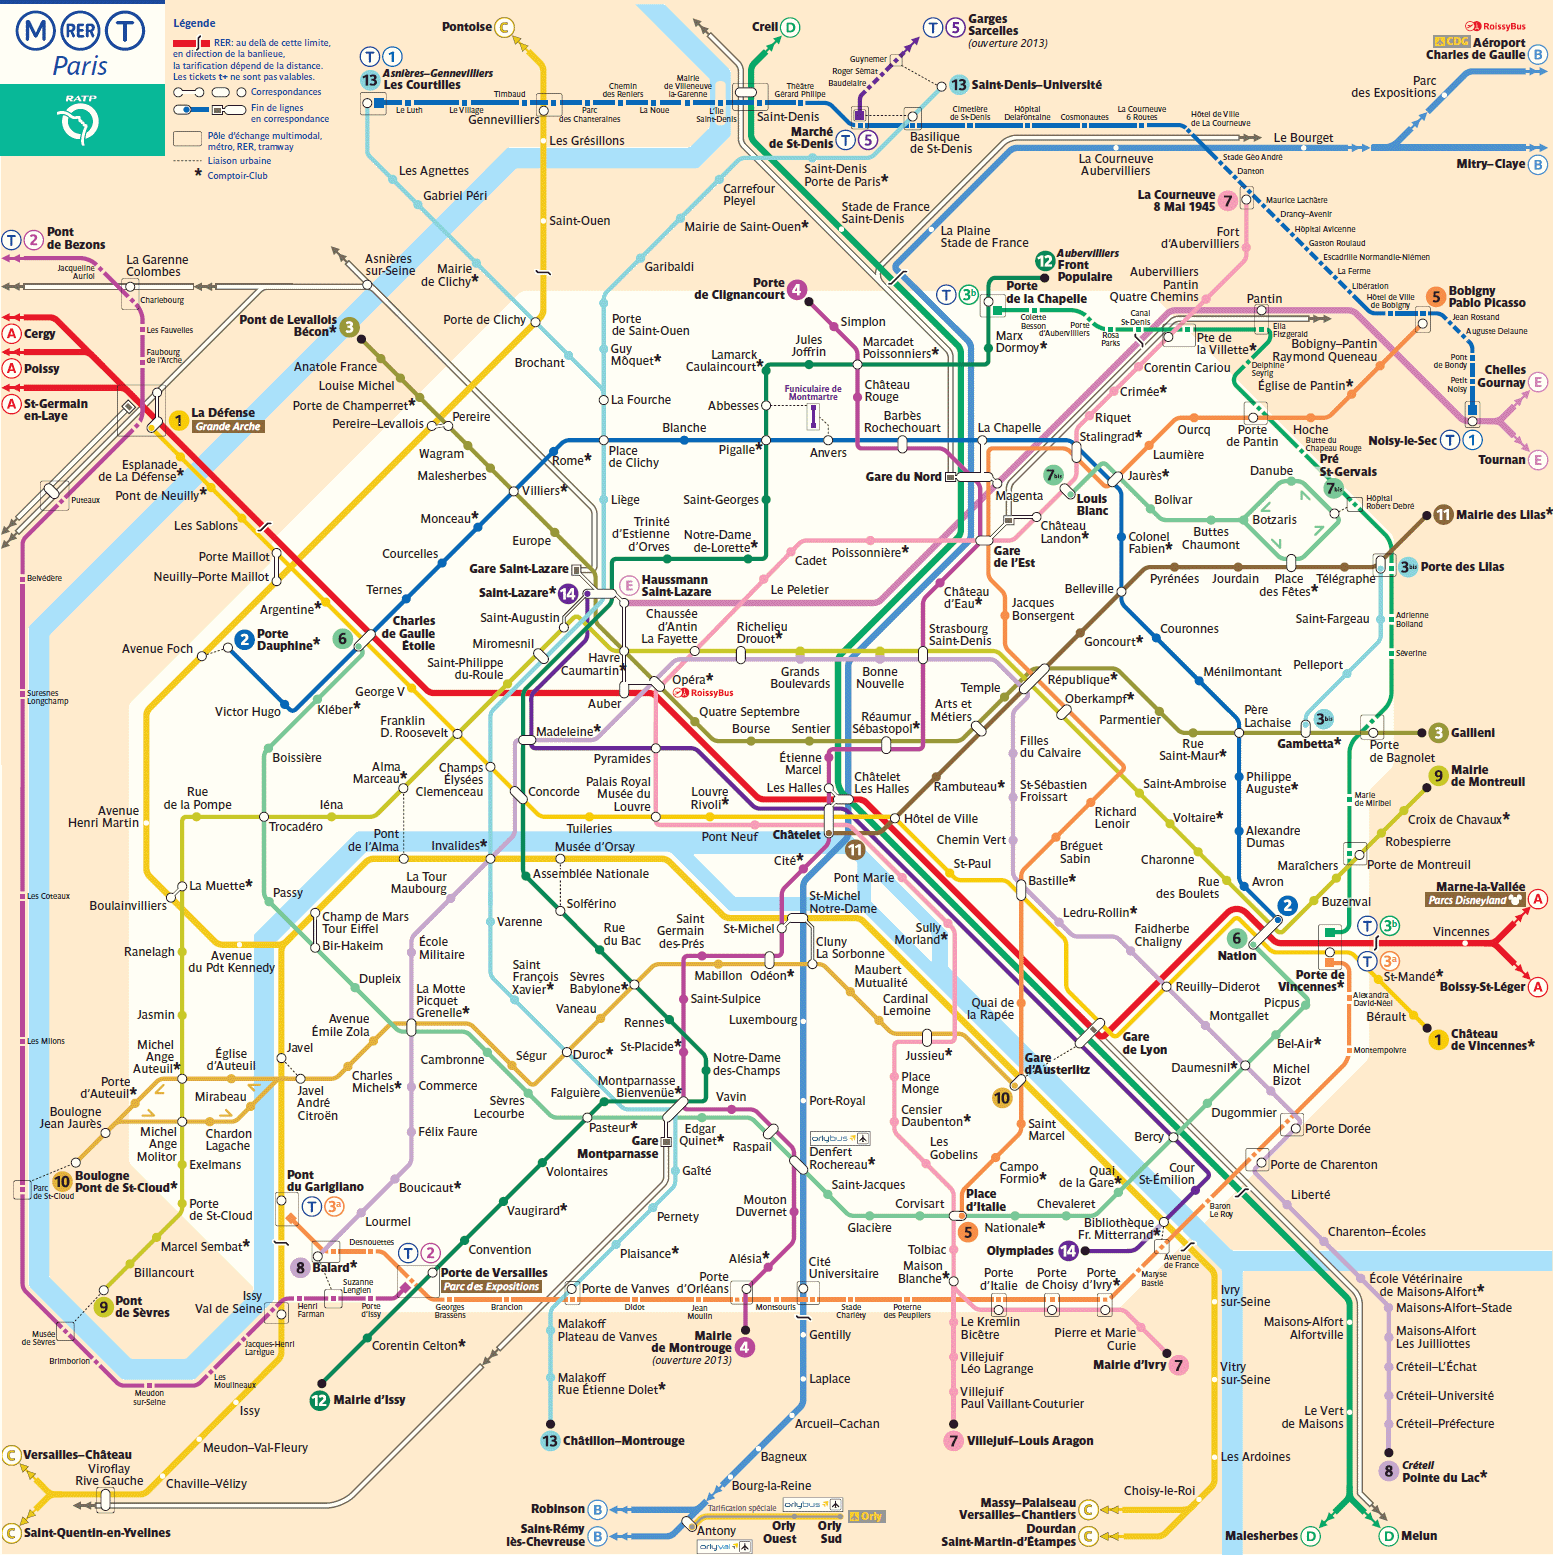 M RER T
Paris
RATP
Légende
RER: au delà de cette limite,
en direction de la banlieue,
la tarification dépend de la distance.
Les tickets t+ ne sont pas valables.
Correspondances
Fin de lignes
en correspondance
Pôle d'échange multimodal,
métro, RER, tramway
Liaison urbaine
* Comptoir-Club
Pontoise C
Creil D
T 5 Garges
Sarcelles
(ouverture 2013)
RoissyBus
CDG Aéroport
Charles de Gaulle B
T 1
13 Asnières–Gennevilliers
Les Courtilles
Le Luth
Le Village
Timbaud
Gennevilliers
Parc
des Chanteraines
Chemin
des Reniers
La Noue
Mairie
de Villeneuve
la-Garenne
L'Île
Saint-Denis
Saint-Denis
Théâtre
Gérard Philipe
Marché
de St-Denis T 5
Guynemer
Roger Sémat
Baudelaire
13 Saint-Denis–Université
Basilique
de St-Denis
Cimetière
de St-Denis
Hôpital
Delafontaine
Cosmonautes
La Courneuve
6 Routes
Hôtel de Ville
de La Courneuve
Stade Géo André
Danton
Parc
des Expositions
Le Bourget
Mitry–Claye B
La Courneuve
Aubervilliers
Les Grésillons
Les Agnettes
Gabriel Péri
Saint-Ouen
Mairie
de Clichy*
Carrefour
Pleyel
Saint-Denis
Porte de Paris*
Mairie de Saint-Ouen*
Garibaldi
Stade de France
Saint-Denis
La Plaine
Stade de France
La Courneuve
8 Mai 1945 7
Fort
d'Aubervilliers
Aubervilliers
Pantin
Quatre Chemins
Maurice Lachâtre
Drancy–Avenir
Hôpital Avicenne
Gaston Roulaud
Escadrille Normandie–Niémen
La Ferme
Libération
Hôtel de Ville
de Bobigny
5 Bobigny
Pablo Picasso
Jean Rostand
Auguste Delaune
Pont
de Bondy
Petit
Noisy
Noisy-le-Sec T 1
Chelles
Gournay E
Tournan E
T 2 Pont
de Bezons
Jacqueline
Auriol
La Garenne
Colombes
Charlebourg
Les Fauvelles
Faubourg
de l'Arche
Asnières
sur-Seine
A Cergy
A Poissy
A St-Germain
en-Laye
1 La Défense
Grande Arche
Esplanade
de La Défense*
Pont de Neuilly*
Les Sablons
Porte Maillot
Neuilly–Porte Maillot
Argentine*
Puteaux
Belvédère
Suresnes
Longchamp
Les Coteaux
Les Milons
Parc
de St-Cloud
Musée
de Sèvres
Brimborion
Meudon
sur-Seine
Les
Moulineaux
Jacques-Henri
Lartigue
Pont de Levallois
Bécon* 3
Anatole France
Louise Michel
Porte de Champerret*
Pereire–Levallois
Pereire
Wagram
Malesherbes
Villiers*
Monceau*
Courcelles
Ternes
Europe
Porte de Clichy
Brochant
Porte
de Saint-Ouen
Guy
Môquet*
La Fourche
Place
de Clichy
Rome*
Liège
Blanche
Pigalle*
Anvers
Abbesses
Funiculaire de
Montmartre
Lamarck
Caulaincourt*
Jules
Joffrin
Porte
de Clignancourt 4
Simplon
Marcadet
Poissonniers*
Château
Rouge
Barbès
Rochechouart
La Chapelle
12 Aubervilliers
Front
Populaire
T 3b Porte
de la Chapelle
Marx
Dormoy*
Colette
Besson
Porte
d'Aubervilliers
Canal
St-Denis
Rosa
Parks
Pte de
la Villette*
Corentin Cariou
Crimée*
Riquet
Stalingrad*
Pantin
Ella
Fitzgerald
Delphine
Seyrig
Bobigny–Pantin
Raymond Queneau
Église de Pantin*
Hoche
Porte
de Pantin
Ourcq
Laumière
Jaurès*
Butte du
Chapeau Rouge
Pré
St-Gervais
7bis
Hôpital
Robert Debré
Danube
Botzaris
Buttes
Chaumont
Bolivar
7bis
Louis
Blanc
Gare du Nord
Magenta
Château
Landon*
Gare
de l'Est
Colonel
Fabien*
Belleville
Pyrénées
Jourdain
Place
des Fêtes*
Télégraphe
11 Mairie des Lilas*
3bis Porte des Lilas
Adrienne
Bolland
Séverine
Saint-Fargeau
Pelleport
3bis
Gambetta*
3 Gallieni
Porte
de Bagnolet
9 Mairie
de Montreuil
Croix de Chavaux*
Robespierre
Porte de Montreuil
Marie
de Miribel
Maraîchers
Buzenval
Saint-Georges
Notre-Dame
de-Lorette*
Trinité
d'Estienne
d'Orves
Gare Saint-Lazare
Saint-Lazare* 14
E Haussmann
Saint-Lazare
Saint-Augustin
Miromesnil
Saint-Philippe
du-Roule
Chaussée
d'Antin
La Fayette
Havre
Caumartin*
Auber
Opéra*
RoissyBus
Le Peletier
Cadet
Poissonnière*
Richelieu
Drouot*
Grands
Boulevards
Bonne
Nouvelle
Strasbourg
Saint-Denis
Château
d'Eau*
Jacques
Bonsergent
Goncourt*
Couronnes
Ménilmontant
Père
Lachaise
Philippe
Auguste*
Alexandre
Dumas
Avron
Rue
Saint-Maur*
Parmentier
République*
Oberkampf*
Temple
Arts et
Métiers
Réaumur
Sébastopol*
Quatre Septembre
Bourse
Sentier
Étienne
Marcel
Les Halles
Châtelet
Les Halles
Châtelet
11
Rambuteau*
Hôtel de Ville
Filles
du Calvaire
St-Sébastien
Froissart
Chemin Vert
Saint-Ambroise
Voltaire*
Charonne
Rue
des Boulets
Richard
Lenoir
Bréguet
Sabin
Bastille*
St-Paul
Ledru-Rollin*
Faidherbe
Chaligny
Reuilly–Diderot
2
6
Nation
T 3b
T 3a
Porte de
Vincennes*
St-Mandé*
Bérault
1 Château
de Vincennes*
Vincennes
Marne-la-Vallée
Parcs Disneyland A
Boissy-St-Léger A
Alexandra
David-Néel
Montempoivre
Picpus
Bel-Air*
Montgallet
Daumesnil*
Michel
Bizot
Dugommier
Bercy
Porte Dorée
Porte de Charenton
Liberté
Charenton–Écoles
École Vétérinaire
de Maisons-Alfort*
Maisons-Alfort–Stade
Maisons-Alfort
Les Juilliottes
Créteil–L'Échat
Créteil–Université
Créteil–Préfecture
8 Créteil
Pointe du Lac*
Avenue Foch
2 Porte
Dauphine*
6
Charles
de Gaulle
Étoile
Victor Hugo
Kléber*
Boissière
George V
Franklin
D. Roosevelt
Champs
Élysées
Clemenceau
Alma
Marceau*
Iéna
Trocadéro
Rue
de la Pompe
Avenue
Henri Martin
La Muette*
Boulainvilliers
Passy
Ranelagh
Avenue
du Pdt Kennedy
Jasmin
Madeleine*
Concorde
Pyramides
Palais Royal
Musée du
Louvre
Louvre
Rivoli*
Tuileries
Pont Neuf
Pont
de l'Alma
Invalides*
Musée d'Orsay
Assemblée Nationale
Solférino
Rue
du Bac
La Tour
Maubourg
Varenne
Champ de Mars
Tour Eiffel
Bir-Hakeim
École
Militaire
Dupleix
La Motte
Picquet
Grenelle*
Saint
François
Xavier*
Sèvres
Babylone*
Vaneau
Rennes
Saint
Germain
des-Prés
Mabillon
Odéon*
Saint-Sulpice
St-Placide*
Cité*
St-Michel
St-Michel
Notre-Dame
Cluny
La Sorbonne
Maubert
Mutualité
Cardinal
Lemoine
Jussieu*
Pont Marie
Sully
Morland*
Quai de
la Rapée
Gare
d'Austerlitz
10
Gare
de Lyon
Luxembourg
Port-Royal
Notre-Dame
des-Champs
Vavin
Montparnasse
Bienvenüe*
Gare
Montparnasse
Edgar
Quinet*
Raspail
orlybus
Denfert
Rochereau*
Michel
Ange
Auteuil*
Église
d'Auteuil
Porte
d'Auteuil*
Boulogne
Jean Jaurès*
10 Boulogne
Pont de St-Cloud*
Mirabeau
Michel
Ange
Molitor
Chardon
Lagache
Exelmans
Porte
de St-Cloud
Marcel Sembat*
Billancourt
9 Pont
de Sèvres
Javel
Javel
André
Citroën
Avenue
Émile Zola
Charles
Michels*
Commerce
Félix Faure
Boucicaut*
Lourmel
8 Balard*
Cambronne
Sèvres
Lecourbe
Ségur
Duroc*
Falguière
Pasteur*
Volontaires
Vaugirard*
Convention
Gaîté
Pernety
Plaisance*
Mouton
Duvernet
Alésia*
Pont
du Garigliano
T 3a
Desnouettes
T 2
Porte de Versailles
Parc des Expositions
Suzanne
Lenglen
Porte
d'Issy
Henri
Farman
Issy
Val de Seine
Corentin Celton*
12 Mairie d'Issy
Issy
Meudon–Val-Fleury
Chaville–Vélizy
C Versailles–Château
Viroflay
Rive Gauche
C Saint-Quentin-en-Yvelines
Georges
Brassens
Brancion
Porte de Vanves
Didot
Jean
Moulin
Porte
d'Orléans
Mairie
de Montrouge 4
(ouverture 2013)
Montsouris
Cité
Universitaire
Stade
Charléty
Poterne
des Peupliers
Malakoff
Plateau de Vanves
Malakoff
Rue Étienne Dolet*
13 Châtillon–Montrouge
Gentilly
Laplace
Arcueil–Cachan
Bagneux
Bourg-la-Reine
Robinson B
Saint-Rémy
lès-Chevreuse B
Tarification spéciale
orlybus
Antony
orlyval
Orly
Ouest
Orly
Sud
Orly
Place
Monge
Censier
Daubenton*
Les
Gobelins
Saint
Marcel
Campo
Formio*
Saint-Jacques
Glacière
Corvisart
Place
d'Italie
5
Nationale*
Chevaleret
Quai
de la Gare*
Cour
St-Émilion
Bibliothèque
Fr. Mitterrand*
Olympiades 14
Tolbiac
Maison
Blanche*
Porte
d'Italie
Porte
de Choisy
Porte
d'Ivry*
Maryse
Bastié
Avenue
de France
Baron
Le Roy
Le Kremlin
Bicêtre
Villejuif
Léo Lagrange
Villejuif
Paul Vaillant-Couturier
7 Villejuif–Louis Aragon
Pierre et Marie
Curie
Mairie d'Ivry 7
Ivry
sur-Seine
Vitry
sur-Seine
Les Ardoines
Choisy-le-Roi
Massy–Palaiseau
Versailles–Chantiers C
Dourdan
Saint-Martin-d'Étampes C
Maisons-Alfort
Alfortville
Le Vert
de Maisons
Malesherbes D
D Melun